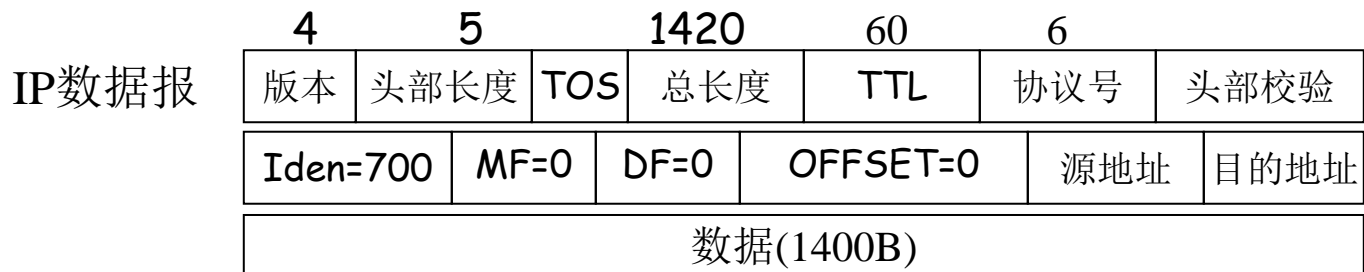 4 5 1420 60 6
IP数据报 版本 头部长度 TOS 总长度 TTL 协议号 头部校验
Iden=700 MF=0 DF=0 OFFSET=0 源地址 目的地址
数据(1400B)